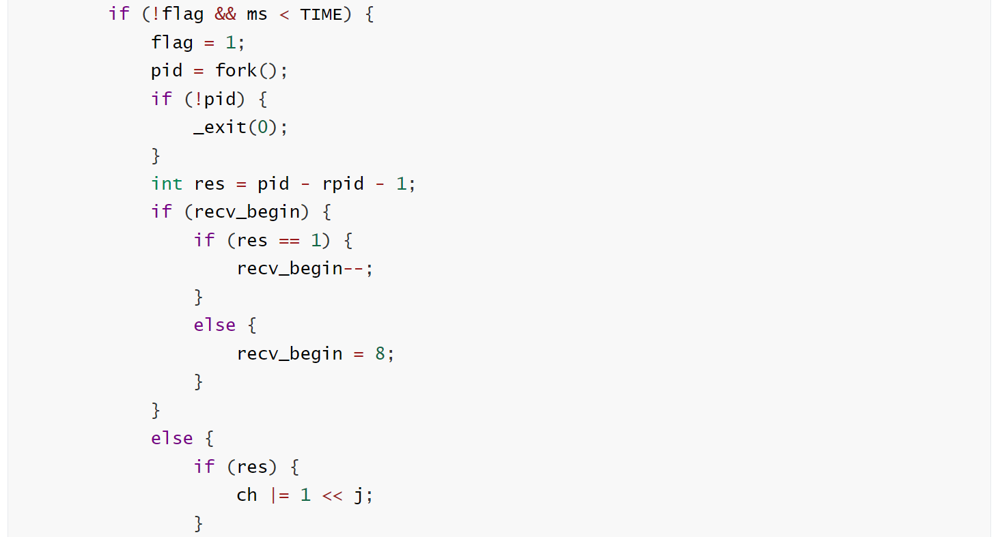 if (!flag && ms < TIME) {
    flag = 1;
    pid = fork();
    if (!pid) {
        _exit(0);
    }
    int res = pid - rpid - 1;
    if (recv_begin) {
        if (res == 1) {
            recv_begin--;
        }
        else {
            recv_begin = 8;
        }
    }
    else {
        if (res) {
            ch |= 1 << j;
        }